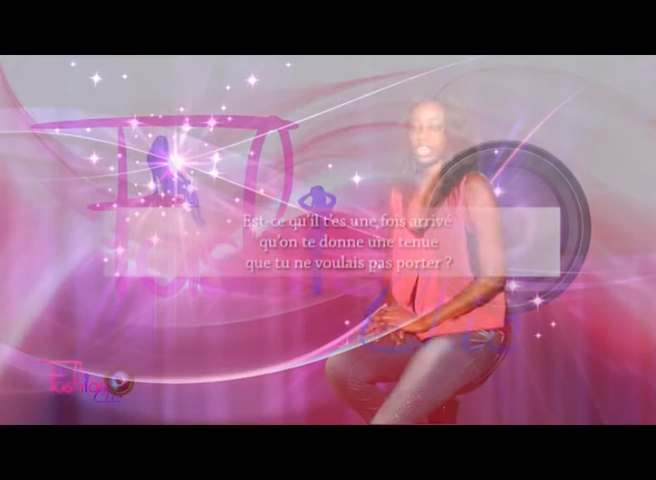 Est-ce qu'il t'es une fois arrivé
qu'on te donne une tenue
que tu ne voulais pas porter ?
Fashion